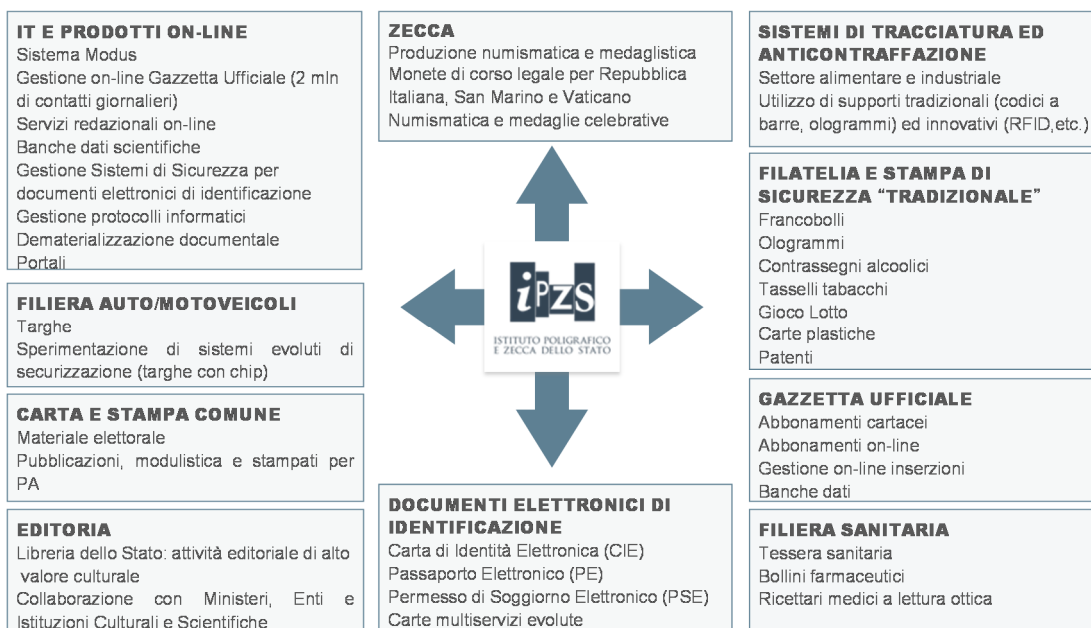 IT E PRODOTTI ON-LINE
Sistema Modus
Gestione on-line Gazzetta Ufficiale (2 mln
di contatti giornalieri)
Servizi redazionali on-line
Banche dati scientifiche
Gestione Sistemi di Sicurezza per
documenti elettronici di identificazione
Gestione protocolli informatici
Dematerializzazione documentale
Portali
FILIERA AUTO/MOTOVEICOLI
Targhe
Sperimentazione di sistemi evoluti di
securizzazione (targhe con chip)
CARTA E STAMPA COMUNE
Materiale elettorale
Pubblicazioni, modulistica e stampati per
PA
EDITORIA
Libreria dello Stato: attività editoriale di alto
valore culturale
Collaborazione con Ministeri, Enti e
Istituzioni Culturali e Scientifiche
ZECCA
Produzione numismatica e medaglistica
Monete di corso legale per Repubblica
Italiana, San Marino e Vaticano
Numismatica e medaglie celebrative
iPZS
ISTITUTO POLIGRAFICO
E ZECCA DELLO STATO
DOCUMENTI ELETTRONICI DI
IDENTIFICAZIONE
Carta di Identità Elettronica (CIE)
Passaporto Elettronico (PE)
Permesso di Soggiorno Elettronico (PSE)
Carte multiservizi evolute
SISTEMI DI TRACCIATURA ED
ANTICONTRAFFAZIONE
Settore alimentare e industriale
Utilizzo di supporti tradizionali (codici a
barre, ologrammi) ed innovativi (RFID,etc.)
FILATELIA E STAMPA DI
SICUREZZA “TRADIZIONALE”
Francobolli
Ologrammi
Contrassegni alcoolici
Tasselli tabacchi
Gioco Lotto
Carte plastiche
Patenti
GAZZETTA UFFICIALE
Abbonamenti cartacei
Abbonamenti on-line
Gestione on-line inserzioni
Banche dati
FILIERA SANITARIA
Tessera sanitaria
Bollini farmaceutici
Ricettari medici a lettura ottica